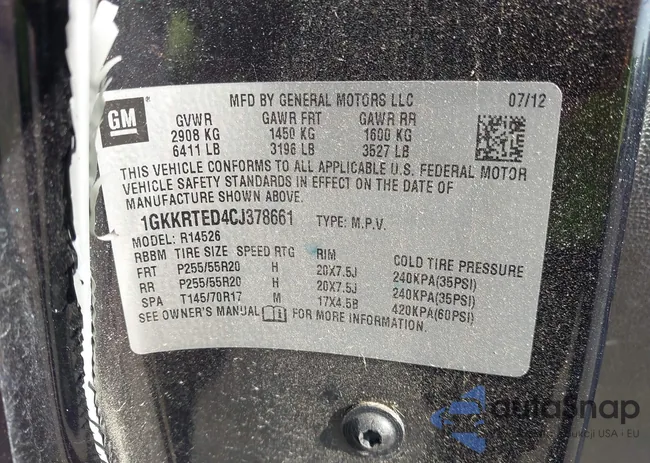 GM
MFD BY GENERAL MOTORS LLC 07/12
GVWR GAWR FRT GAWR RR
2908 KG 1450 KG 1600 KG
6411 LB 3196 LB 3527 LB
THIS VEHICLE CONFORMS TO ALL APPLICABLE U.S. FEDERAL MOTOR
VEHICLE SAFETY STANDARDS IN EFFECT ON THE DATE OF
MANUFACTURE SHOWN ABOVE.
1GKKRTED4CJ378661 TYPE: M.P.V.
MODEL: R14526
RBBM TIRE SIZE SPEED RTG RIM COLD TIRE PRESSURE
FRT P255/55R20 H 20X7.5J 240KPA(35PSI)
RR P255/55R20 H 20X7.5J 240KPA(35PSI)
SPA T145/70R17 M 17X4.5B 420KPA(60PSI)
SEE OWNER'S MANUAL FOR MORE INFORMATION.
autoSnap
USA • EU